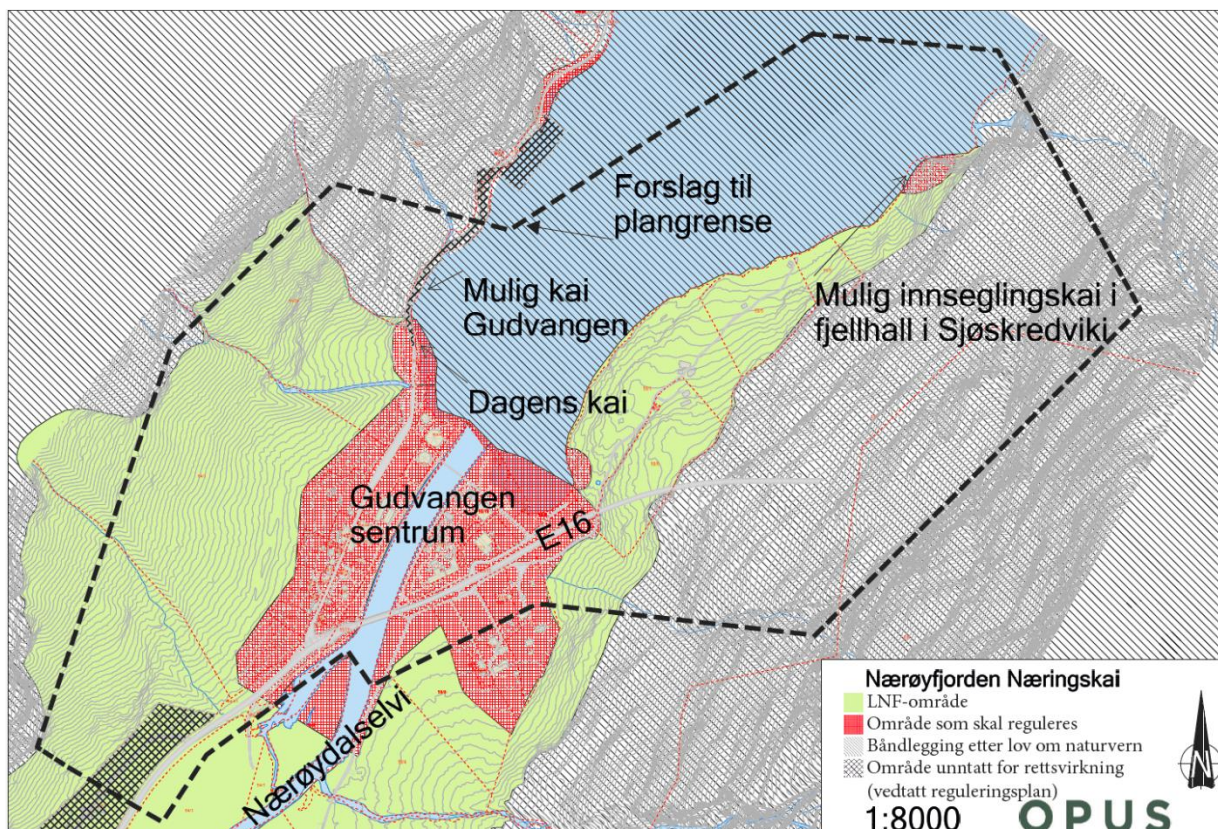 Forslag til
plangrense
Mulig kai
Gudvangen
Mulig innseglingskai i
fjellhall i Sjøskredviki
Dagens kai
Gudvangen
sentrum
E16
Nærøydalselvi
Nærøyfjorden Næringskai
LNF-område
Område som skal reguleres
Båndlegging etter lov om naturvern
Område unntatt for rettsvirkning
(vedtatt reguleringsplan)
1:8000
OPUS
N